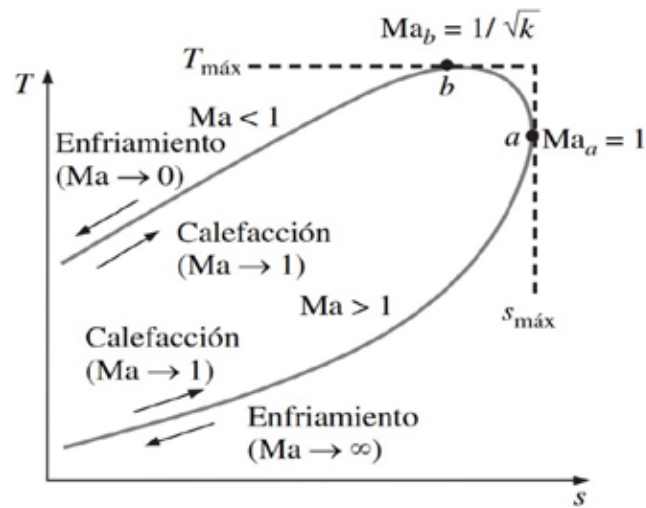 Ma_b = 1/ √k
T_máx
T
b
Ma < 1
Enfriamiento
(Ma → 0)
a
Ma_a = 1
Calefacción
(Ma → 1)
Ma > 1
s_máx
Calefacción
(Ma → 1)
Enfriamiento
(Ma → ∞)
s